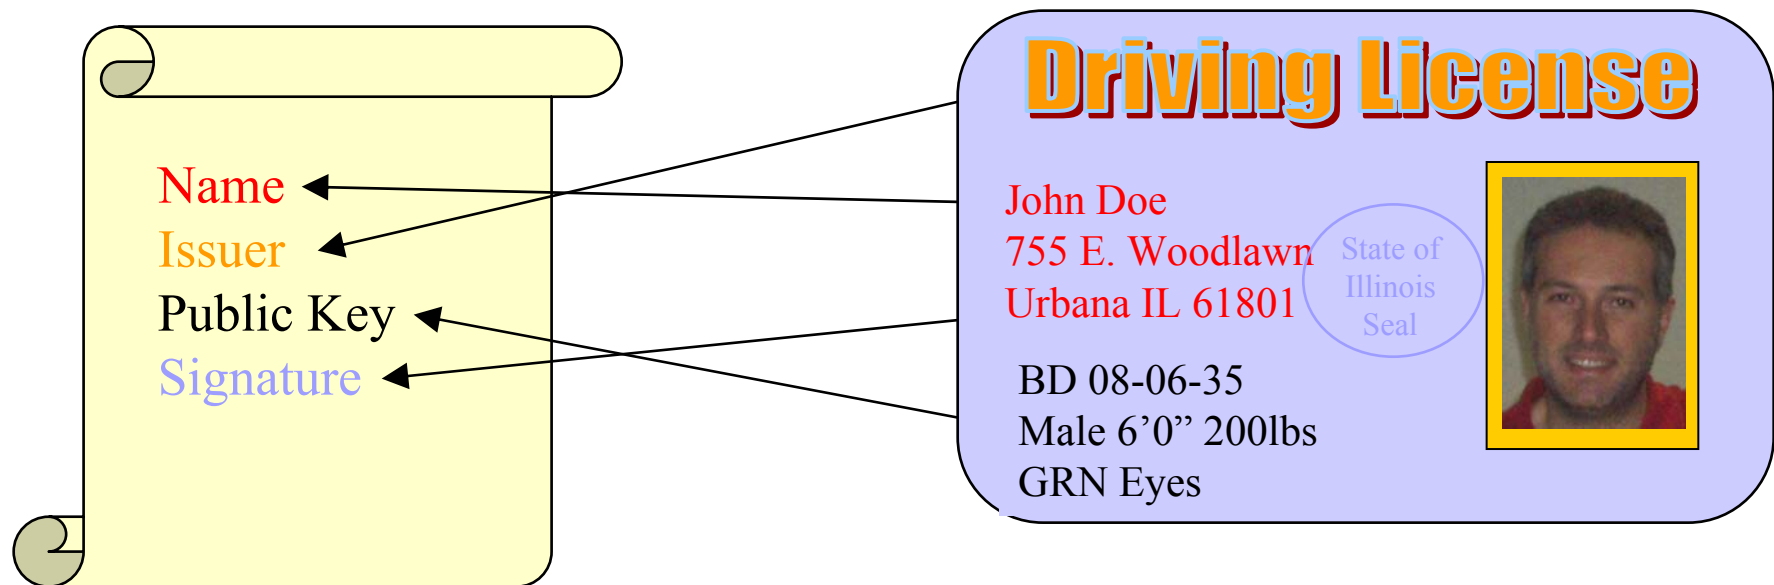 Name
Issuer
Public Key
Signature
Driving License
John Doe
755 E. Woodlawn
Urbana IL 61801
State of
Illinois
Seal
BD 08-06-35
Male 6’0” 200lbs
GRN Eyes